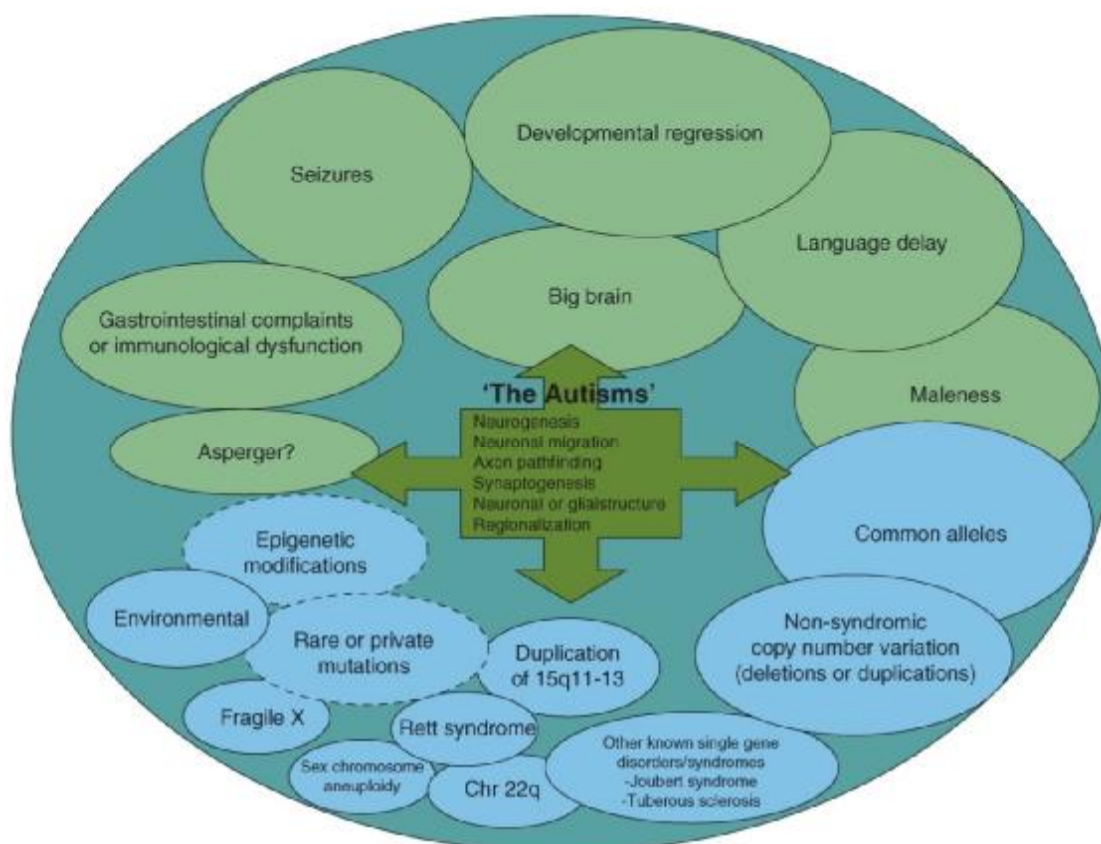 Developmental regression
Seizures
Language delay
Big brain
Gastrointestinal complaints
or immunological dysfunction
'The Autisms'
Maleness
Neurogenesis
Neuronal migration
Axon pathfinding
Synaptogenesis
Neuronal or glialstructure
Regionalization
Asperger?
Common alleles
Epigenetic
modifications
Environmental
Rare or private
mutations
Duplication
of 15q11-13
Non-syndromic
copy number variation
(deletions or duplications)
Fragile X
Rett syndrome
Other known single gene
disorders/syndromes
-Joubert syndrome
-Tuberous sclerosis
Sex chromosome
aneuploidy
Chr 22q